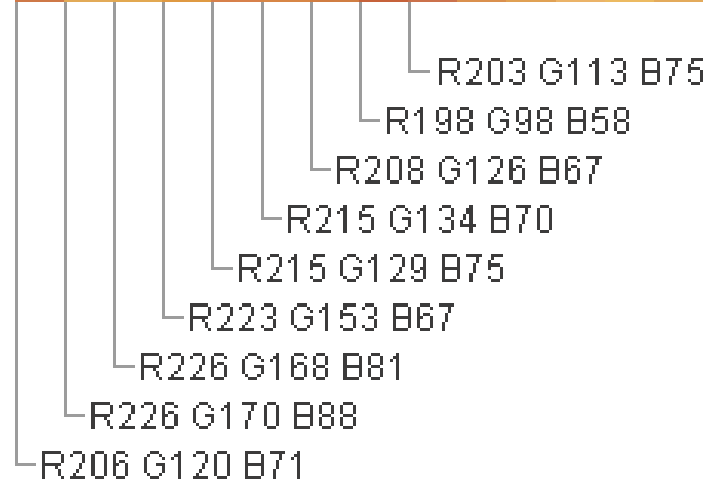 R203 G113 B75
R198 G98 B58
R208 G126 B67
R215 G134 B70
R215 G129 B75
R223 G153 B67
R226 G168 B81
R226 G170 B88
R206 G120 B71